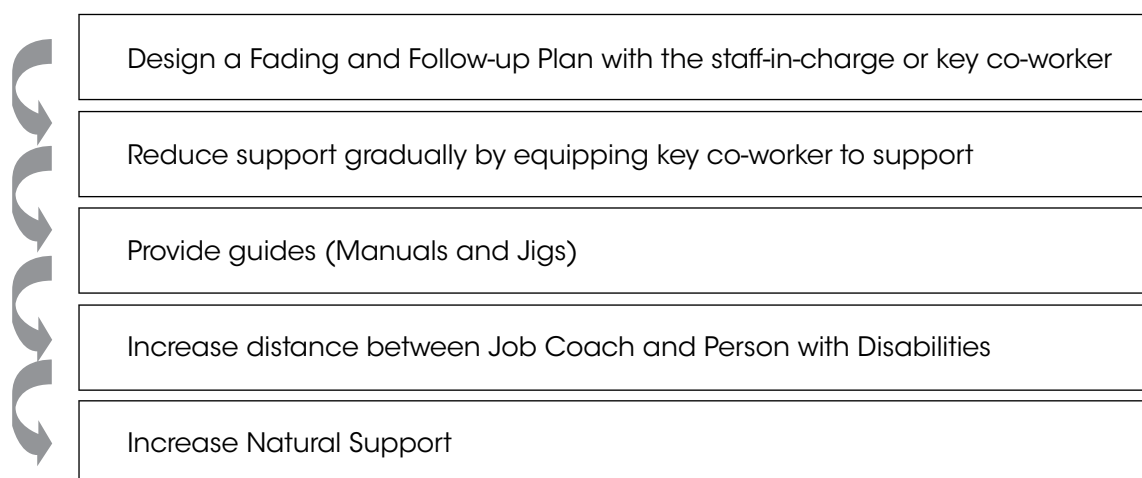 Design a Fading and Follow-up Plan with the staff-in-charge or key co-worker
Reduce support gradually by equipping key co-worker to support
Provide guides (Manuals and Jigs)
Increase distance between Job Coach and Person with Disabilities
Increase Natural Support